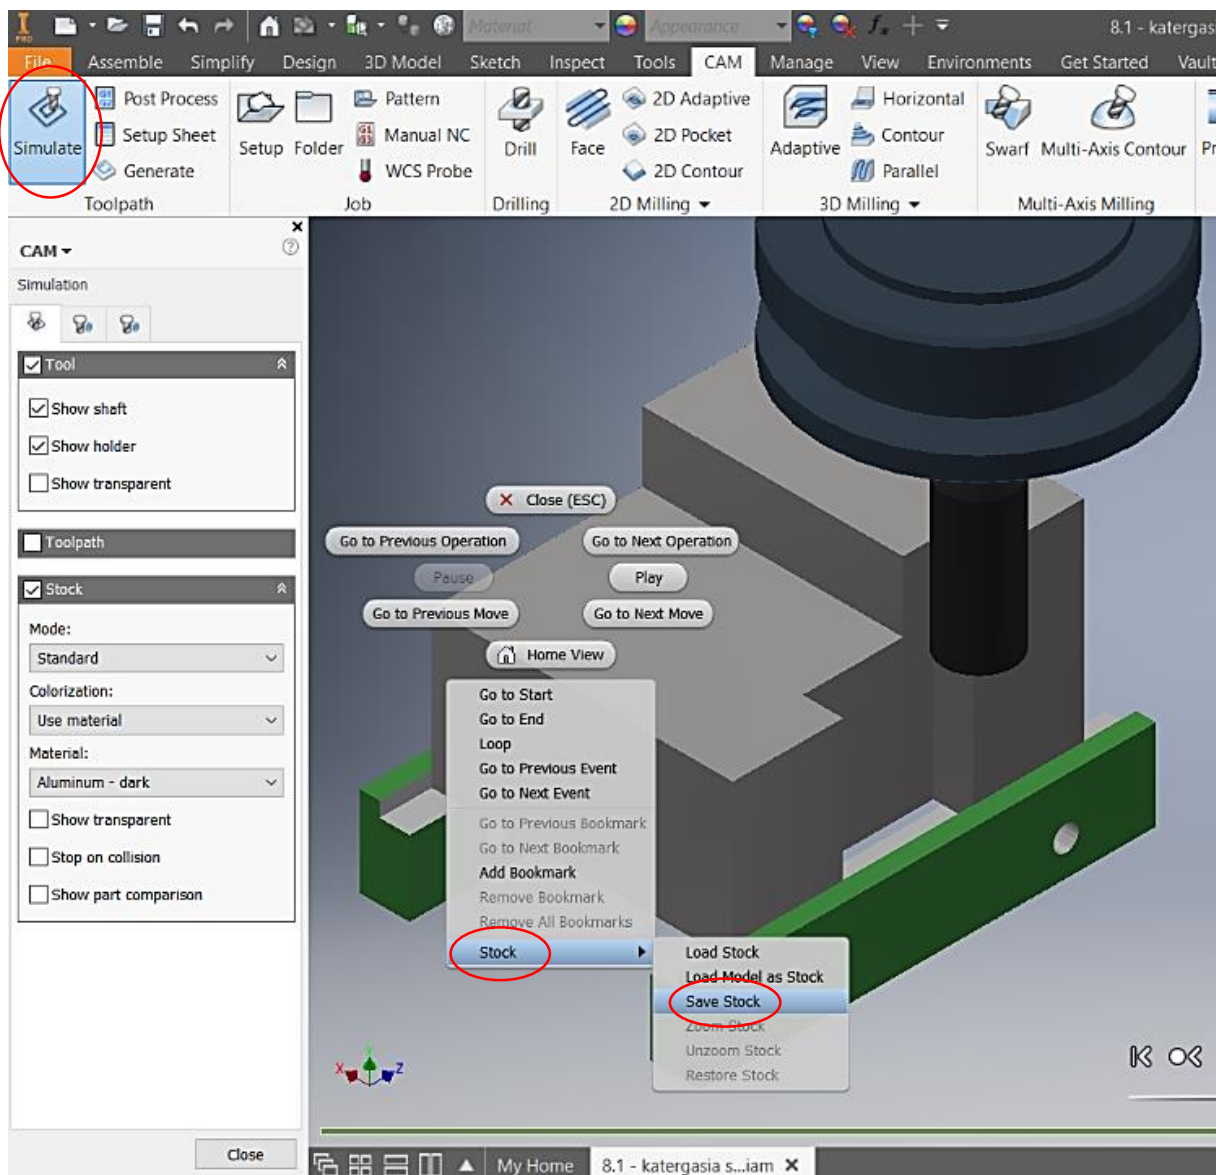 PRO
Material
Appearance
8.1 - katergas
File Assemble Simplify Design 3D Model Sketch Inspect Tools CAM Manage View Environments Get Started Vault
Simulate
Post Process
Setup Sheet
Generate
Toolpath
Setup
Folder
Pattern
Manual NC
WCS Probe
Job
Drill
Drilling
Face
2D Adaptive
2D Pocket
2D Contour
2D Milling
Adaptive
Horizontal
Contour
Parallel
3D Milling
Swarf
Multi-Axis Contour
Multi-Axis Milling
Pr
CAM
Simulation
Tool
Show shaft
Show holder
Show transparent
Toolpath
Stock
Mode:
Standard
Colorization:
Use material
Material:
Aluminum - dark
Show transparent
Stop on collision
Show part comparison
Close
Close (ESC)
Go to Previous Operation
Go to Next Operation
Pause
Play
Go to Previous Move
Go to Next Move
Home View
Go to Start
Go to End
Loop
Go to Previous Event
Go to Next Event
Go to Previous Bookmark
Go to Next Bookmark
Add Bookmark
Remove Bookmark
Remove All Bookmarks
Stock
Load Stock
Load Model as Stock
Save Stock
Zoom Stock
Unzoom Stock
Restore Stock
X Y Z
My Home
8.1 - katergasia s...iam